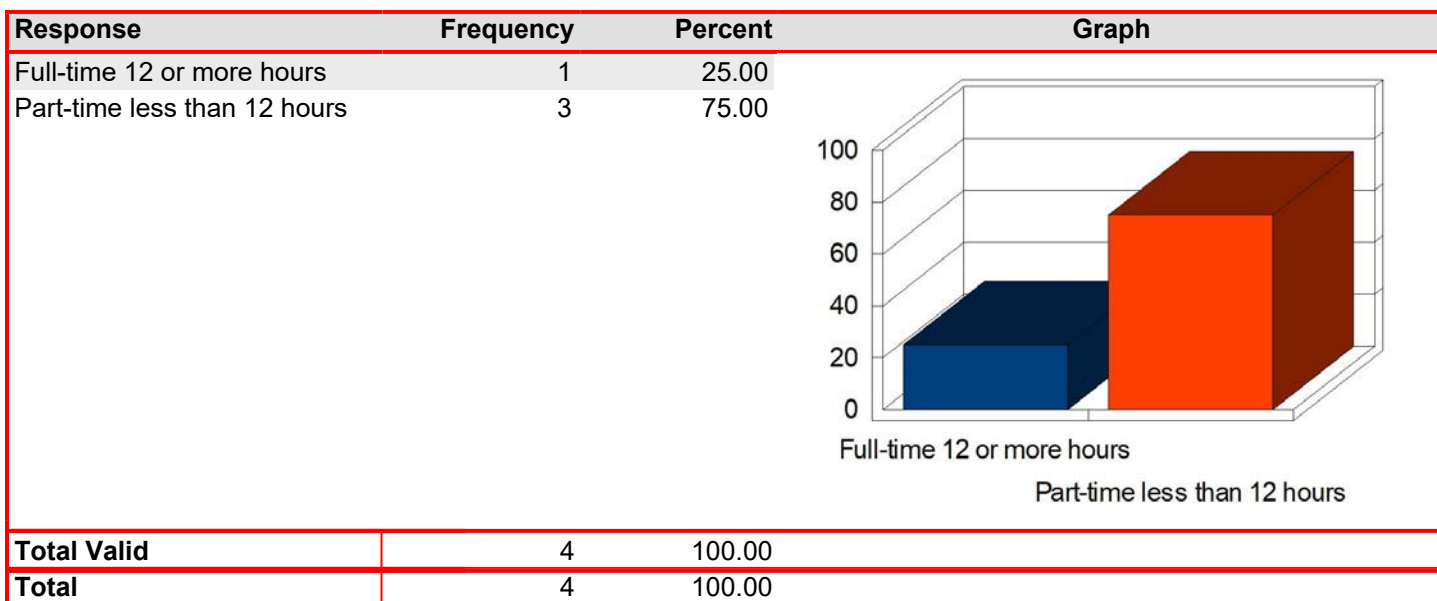 Response Frequency Percent Graph
Full-time 12 or more hours 1 25.00
Part-time less than 12 hours 3 75.00
100
80
60
40
20
0
Full-time 12 or more hours
Part-time less than 12 hours
Total Valid 4 100.00
Total 4 100.00